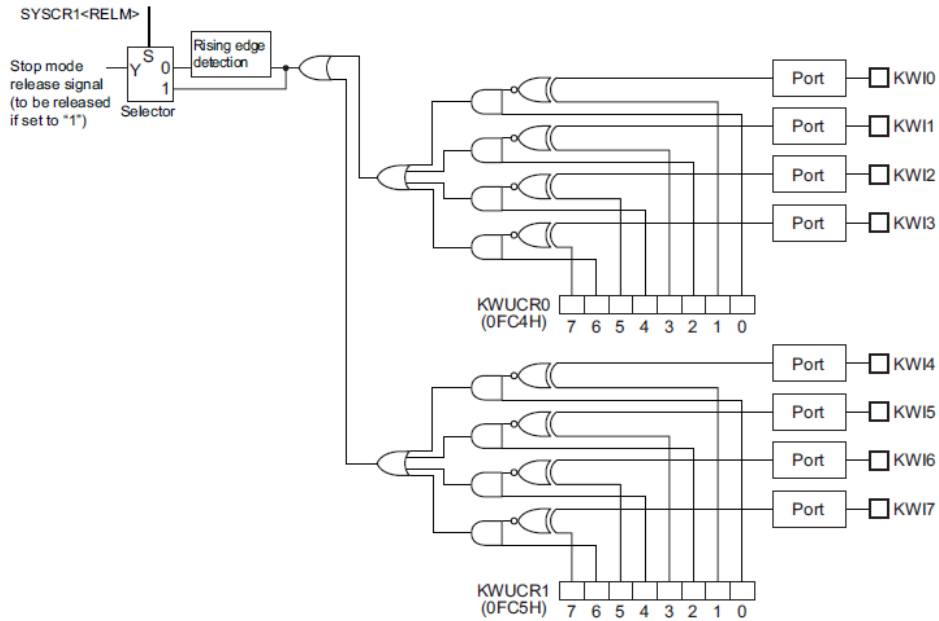 SYSCR1<RELM>
Stop mode
release signal
(to be released
if set to “1”)
Y
S
0
1
Selector
Rising edge
detection
Port
KWI0
Port
KWI1
Port
KWI2
Port
KWI3
KWUCR0
(0FC4H)
7 6 5 4 3 2 1 0
Port
KWI4
Port
KWI5
Port
KWI6
Port
KWI7
KWUCR1
(0FC5H)
7 6 5 4 3 2 1 0